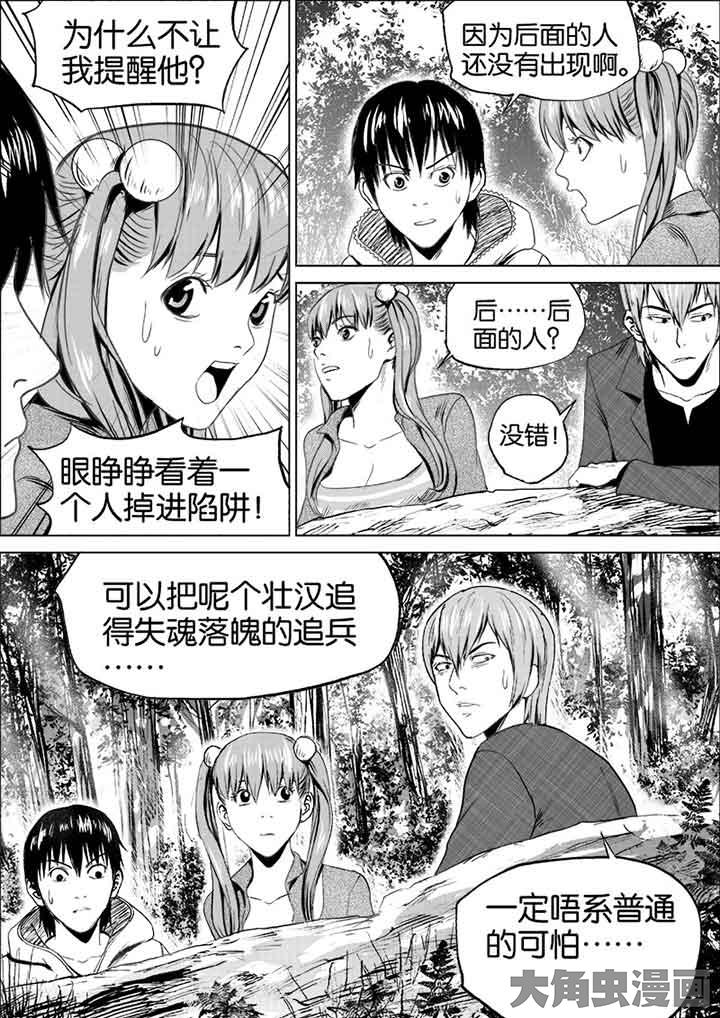 为什么不让
我提醒他？
眼睁睁看着一
个人掉进陷阱！
因为后面的人
还没有出现啊。
后……后
面的人？
没错！
可以把呢个壮汉追
得失魂落魄的追兵
……
一定唔系普通
的可怕……
大角虫漫画